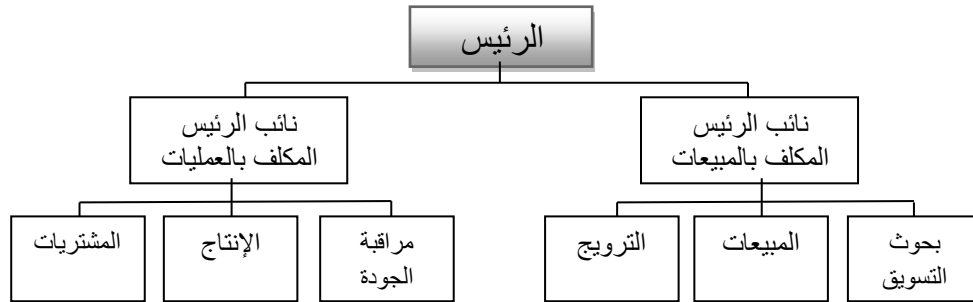 الرئيس
نائب الرئيس
المكلف بالمبيعات
نائب الرئيس
المكلف بالعمليات
بحوث
التسويق
المبيعات
الترويج
مراقبة
الجودة
الإنتاج
المشتريات